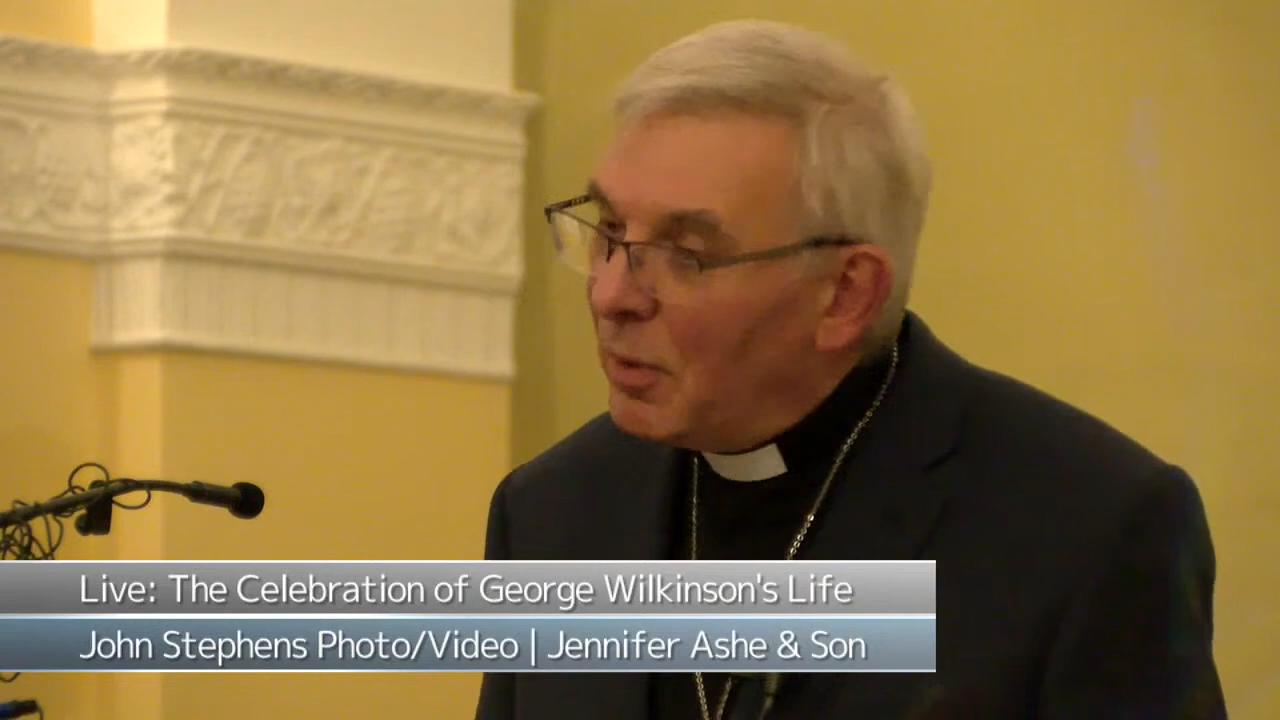 Live: The Celebration of George Wilkinson's Life
John Stephens Photo/Video | Jennifer Ashe & Son